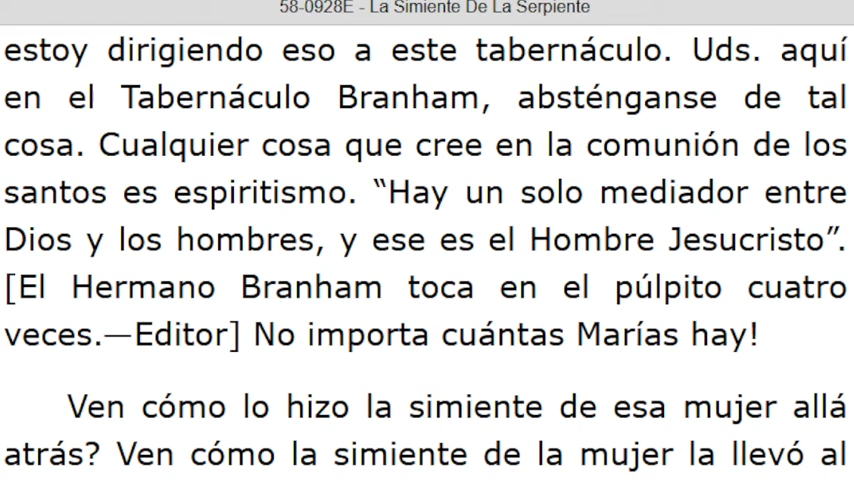 58-0928E - La Simiente De La Serpiente
estoy dirigiendo eso a este tabernáculo. Uds. aquí
en el Tabernáculo Branham, absténganse de tal
cosa. Cualquier cosa que cree en la comunión de los
santos es espiritismo. “Hay un solo mediador entre
Dios y los hombres, y ese es el Hombre Jesucristo”.
[El Hermano Branham toca en el púlpito cuatro
veces.—Editor] No importa cuántas Marías hay!
Ven cómo lo hizo la simiente de esa mujer allá
atrás? Ven cómo la simiente de la mujer la llevó al